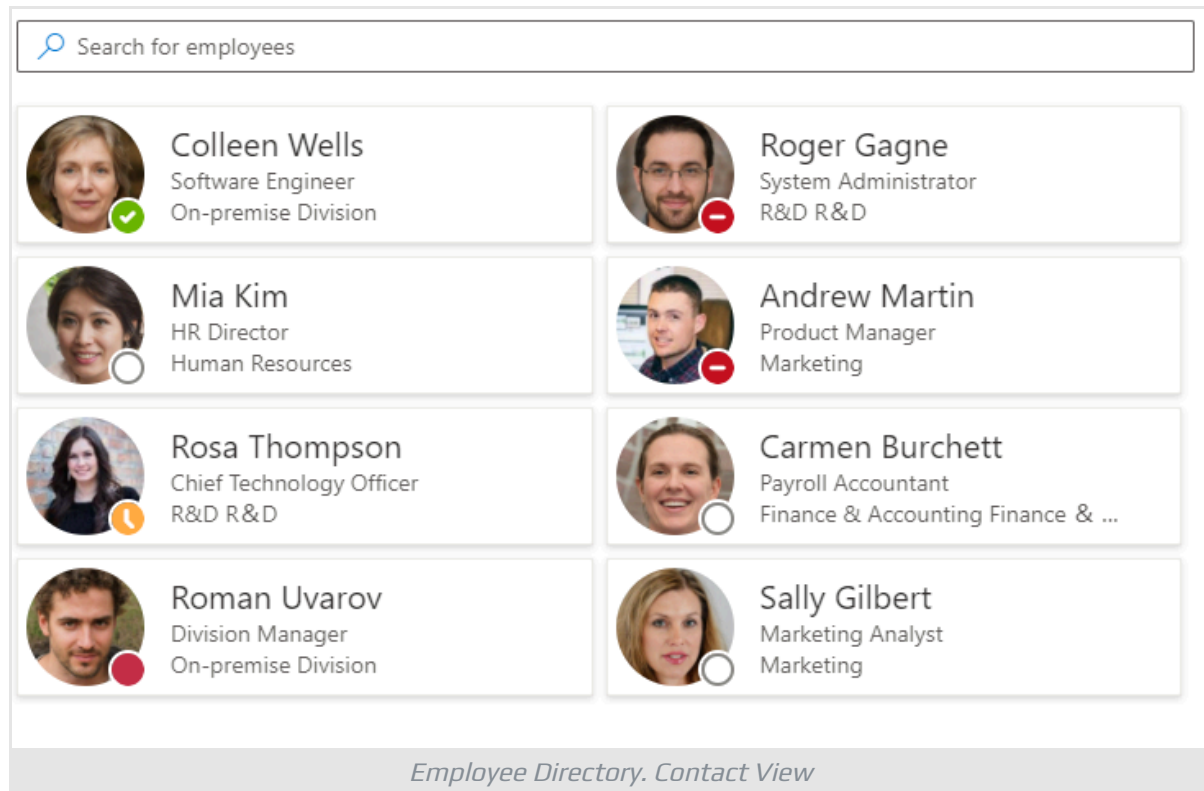 Search for employees
Colleen Wells
Software Engineer
On-premise Division
Roger Gagne
System Administrator
R&D R&D
Mia Kim
HR Director
Human Resources
Andrew Martin
Product Manager
Marketing
Rosa Thompson
Chief Technology Officer
R&D R&D
Carmen Burchett
Payroll Accountant
Finance & Accounting Finance & ...
Roman Uvarov
Division Manager
On-premise Division
Sally Gilbert
Marketing Analyst
Marketing
Employee Directory. Contact View